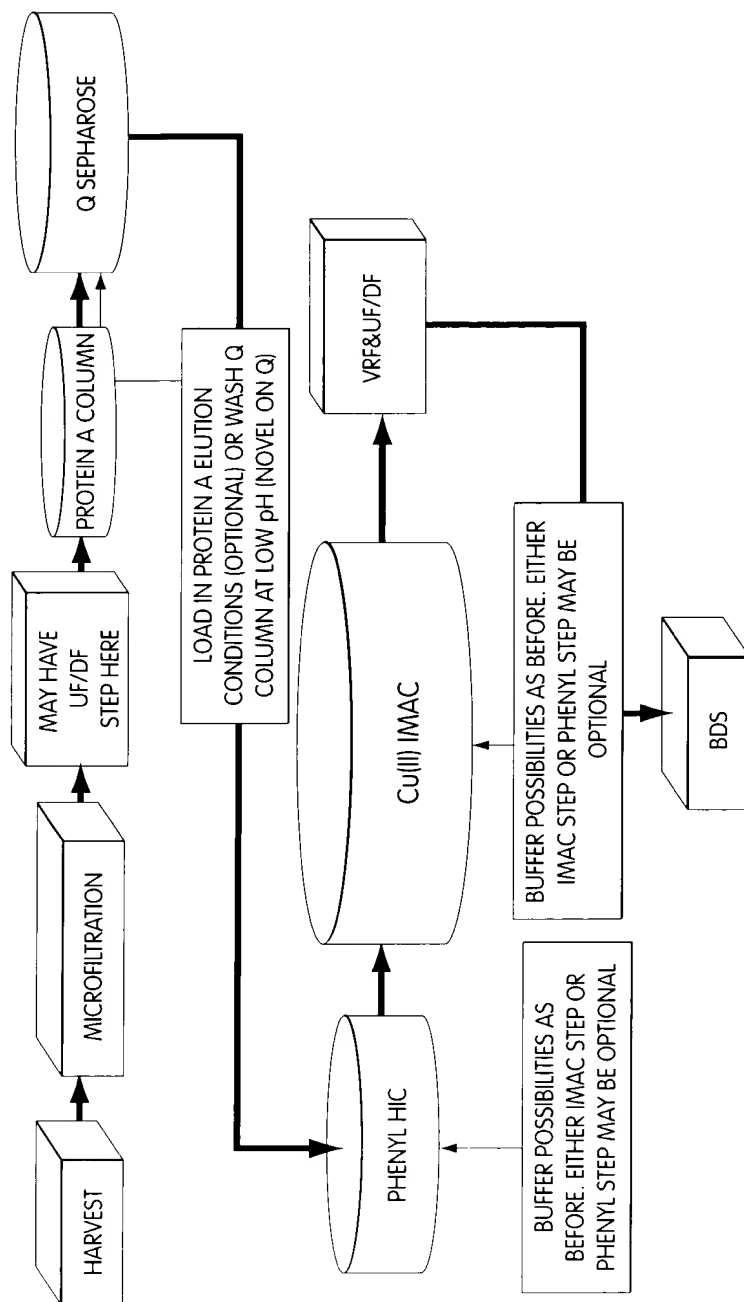 HARVEST
MICROFILTRATION
MAY HAVE
UF/DF
STEP HERE
PROTEIN A COLUMN
Q SEPHAROSE
LOAD IN PROTEIN A ELUTION
CONDITIONS (OPTIONAL) OR WASH Q
COLUMN AT LOW pH (NOVEL ON Q)
PHENYL HIC
Cu(II) IMAC
VRF&UF/DF
BUFFER POSSIBILITIES AS
BEFORE. EITHER IMAC STEP OR
PHENYL STEP MAY BE OPTIONAL
BUFFER POSSIBILITIES AS BEFORE. EITHER
IMAC STEP OR PHENYL STEP MAY BE
OPTIONAL
BDS